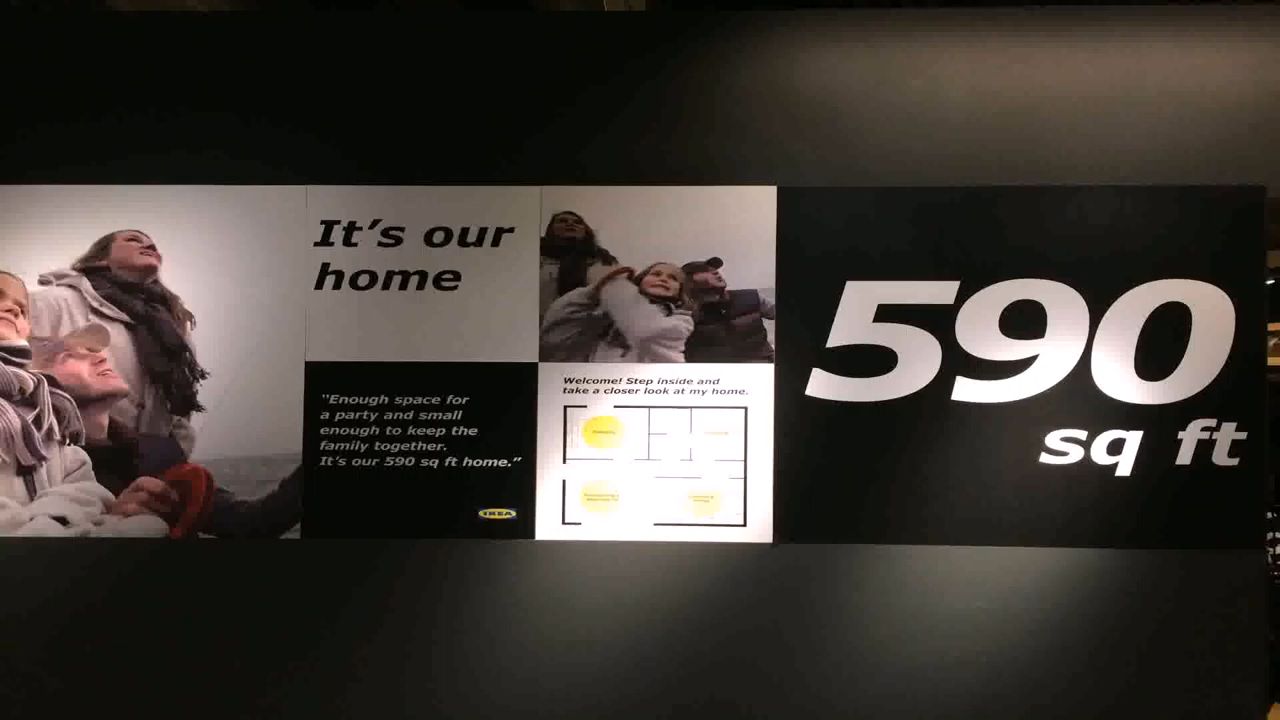 It's our
home
"Enough space for
a party and small
enough to keep the
family together.
It's our 590 sq ft home."
IKEA
Welcome! Step inside and
take a closer look at my home.
590
sq ft